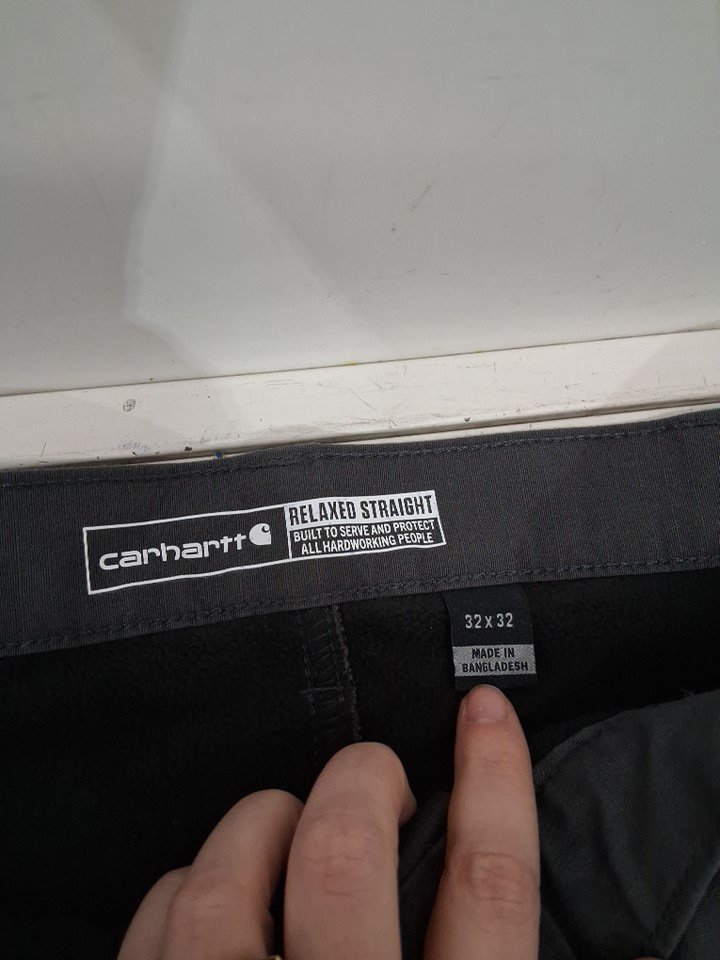 carhartt
RELAXED STRAIGHT
BUILT TO SERVE AND PROTECT
ALL HARDWORKING PEOPLE
32 x 32
MADE IN
BANGLADESH